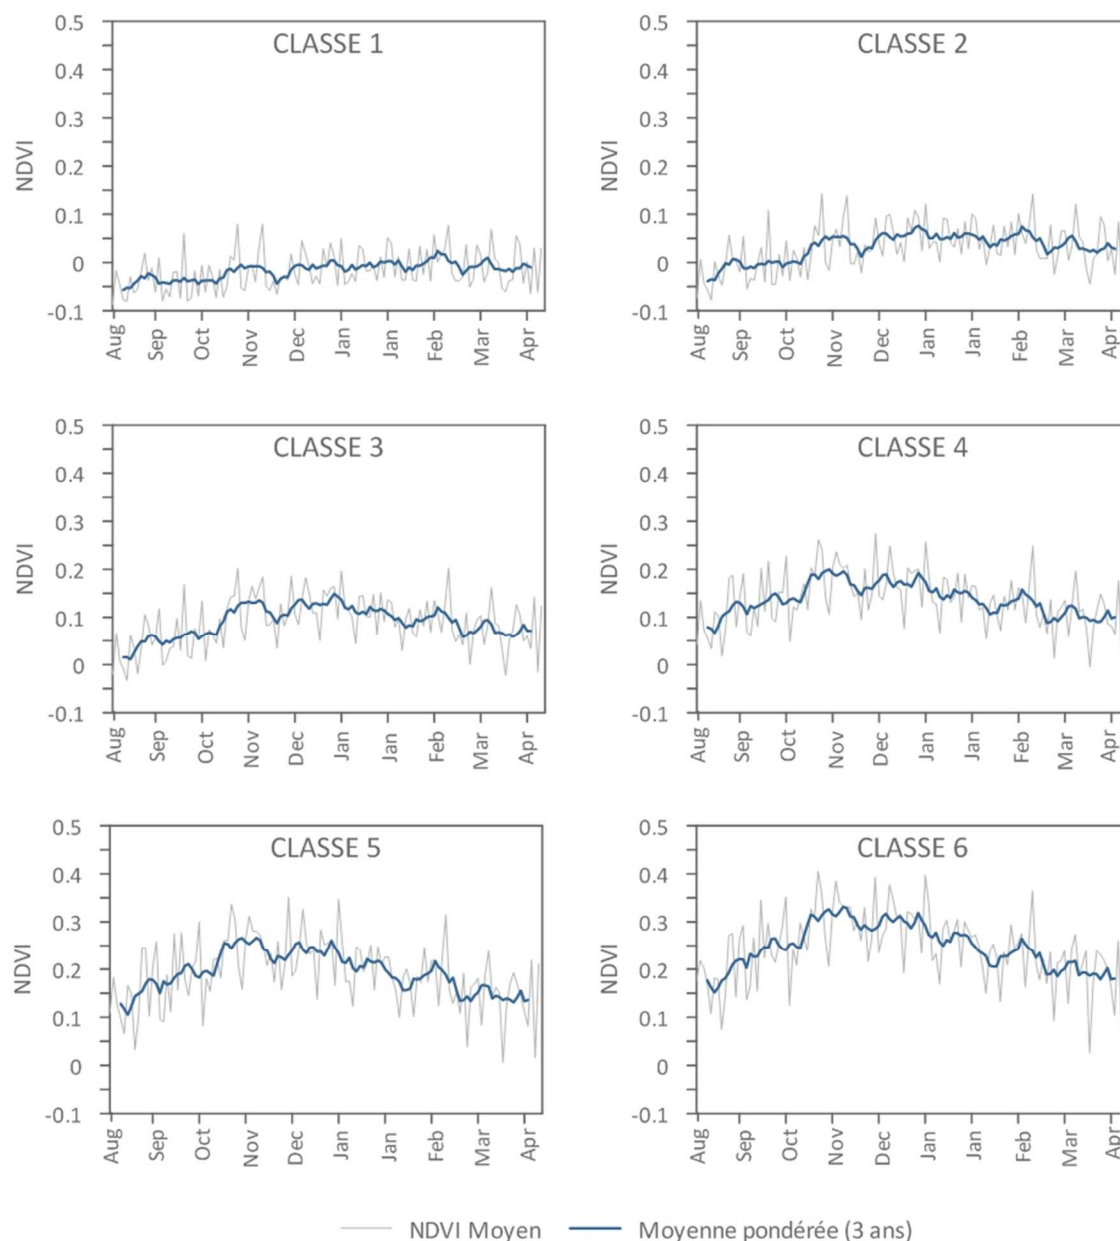 CLASSE 1
NDVI
0.5
0.4
0.3
0.2
0.1
0
-0.1
Aug Sep Oct Nov Dec Jan Jan Feb Mar Apr
CLASSE 2
NDVI
0.5
0.4
0.3
0.2
0.1
0
-0.1
Aug Sep Oct Nov Dec Jan Jan Feb Mar Apr
CLASSE 3
NDVI
0.5
0.4
0.3
0.2
0.1
0
-0.1
Aug Sep Oct Nov Dec Jan Jan Feb Mar Apr
CLASSE 4
NDVI
0.5
0.4
0.3
0.2
0.1
0
-0.1
Aug Sep Oct Nov Dec Jan Jan Feb Mar Apr
CLASSE 5
NDVI
0.5
0.4
0.3
0.2
0.1
0
-0.1
Aug Sep Oct Nov Dec Jan Jan Feb Mar Apr
CLASSE 6
NDVI
0.5
0.4
0.3
0.2
0.1
0
-0.1
Aug Sep Oct Nov Dec Jan Jan Feb Mar Apr
NDVI Moyen Moyenne pondérée (3 ans)